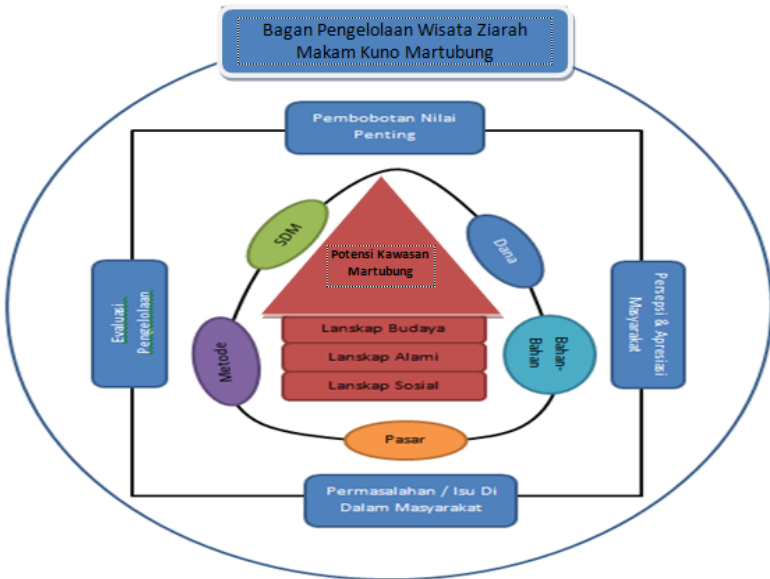 Bagan Pengelolaan Wisata Ziarah
Makam Kuno Martubung
Pembobotan Nilai
Penting
SDM
Dana
Potensi Kawasan
Martubung
Evaluasi
Pengelolaan
Persepsi & Apresiasi
Masyarakat
Lanskap Budaya
Lanskap Alami
Lanskap Sosial
Metode
Bahan-
Bahan
Pasar
Permasalahan / Isu Di
Dalam Masyarakat